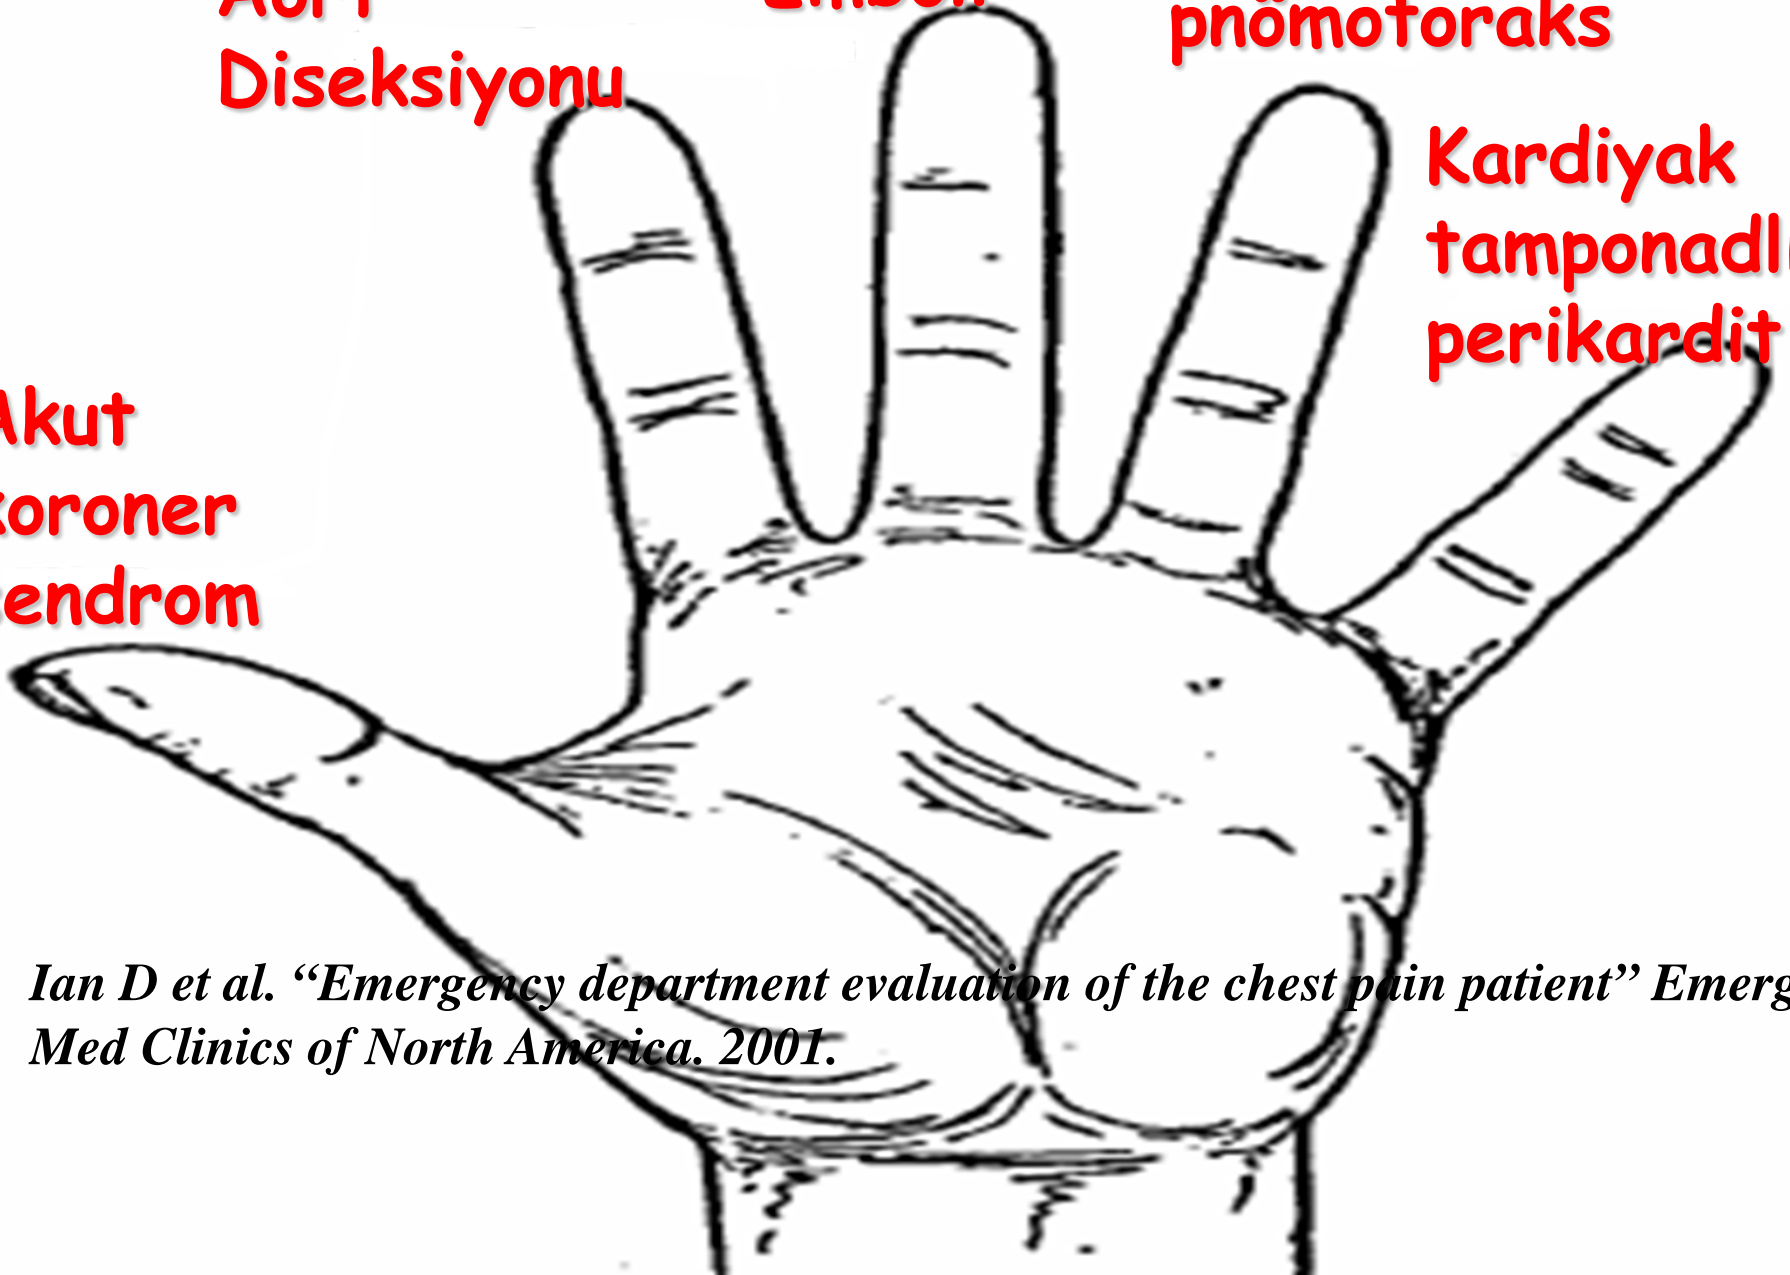 Diseksiyonu
pnömotoraks
Kardiyak
tamponadlı
perikardit
Akut
koroner
sendrom
Ian D et al. “Emergency department evaluation of the chest pain patient” Emerg
Med Clinics of North America. 2001.